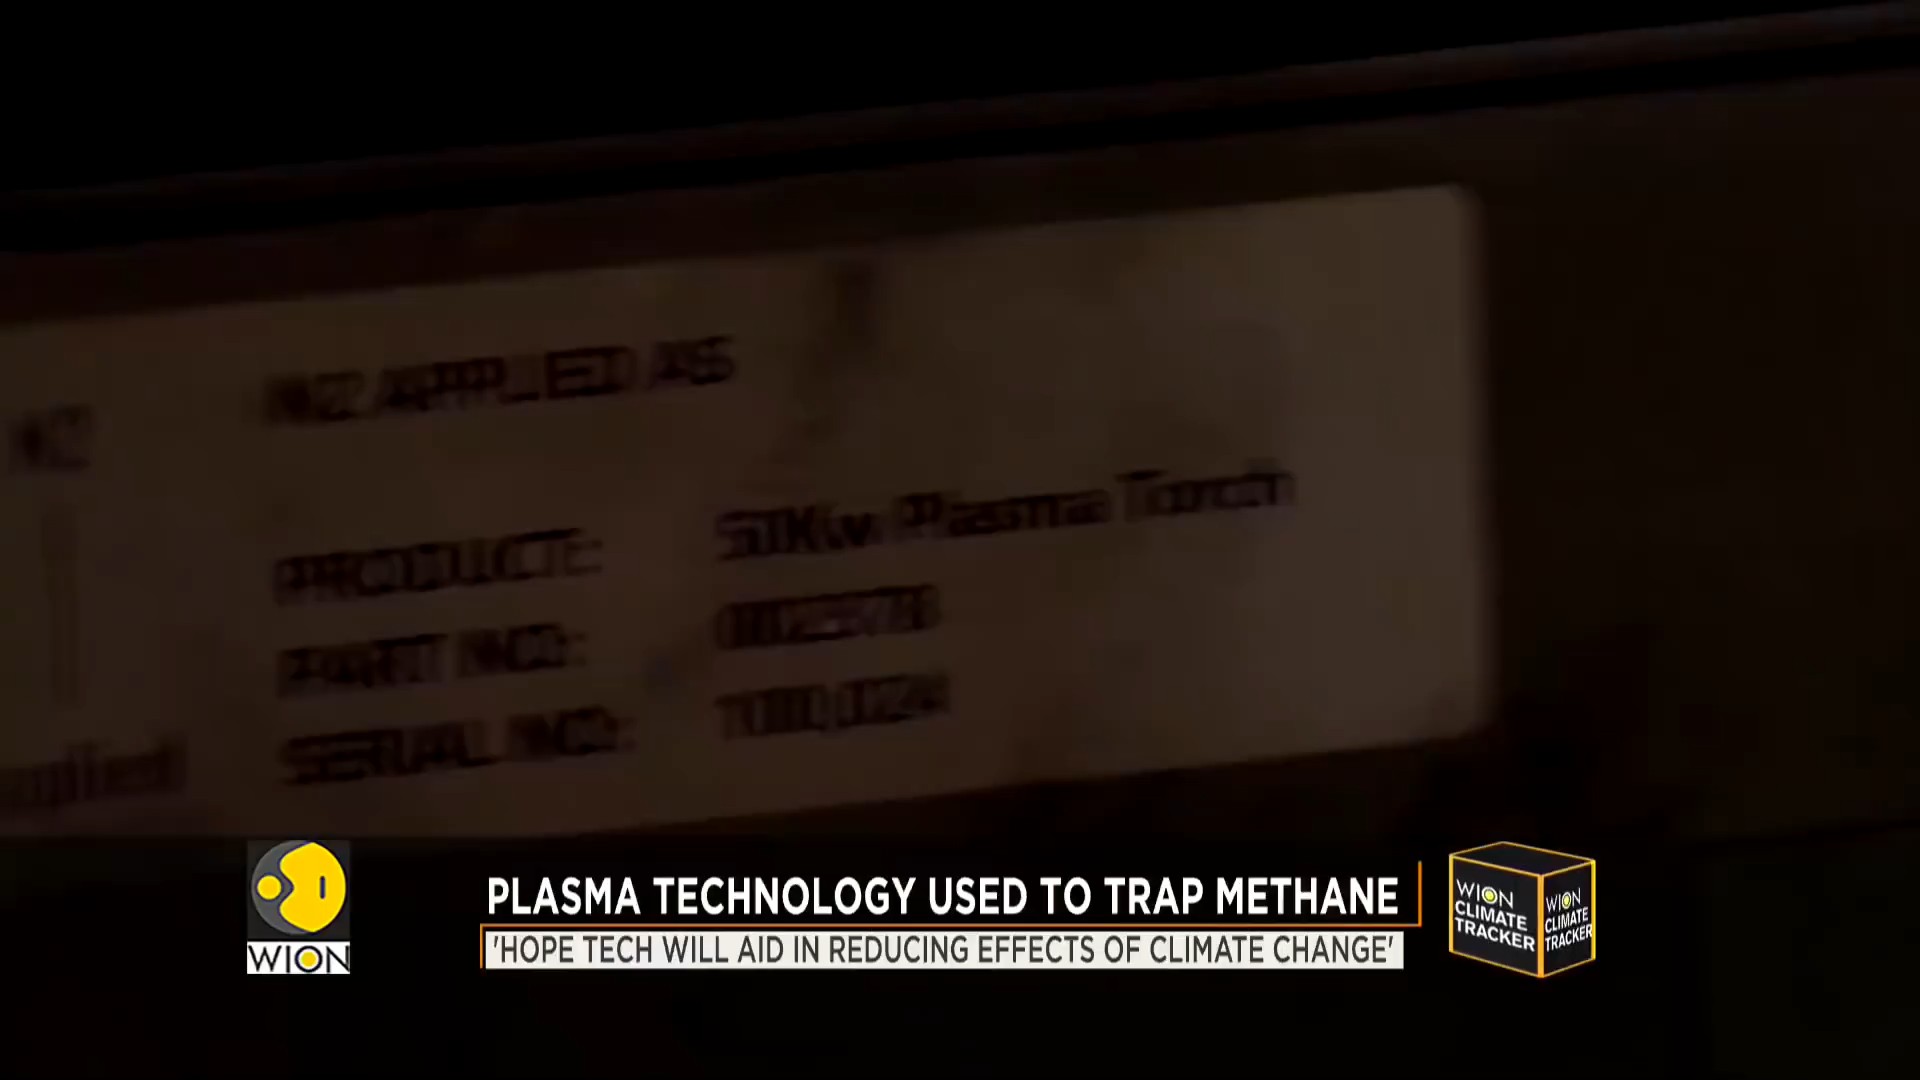 N2 APPLIED AS
N2
PRODUCT: 50Kw Plasma Torch
PART NO:
SERIAL NO:
PLASMA TECHNOLOGY USED TO TRAP METHANE
'HOPE TECH WILL AID IN REDUCING EFFECTS OF CLIMATE CHANGE'
WION
WION
CLIMATE
TRACKER
WION
CLIMATE
TRACKER